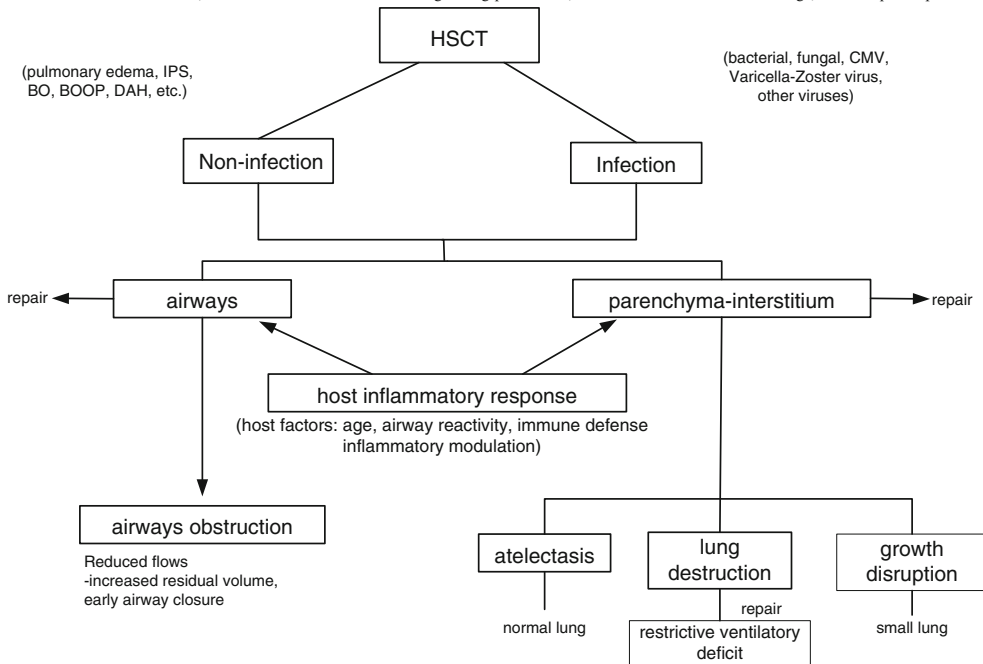 HSCT
(pulmonary edema, IPS,
BO, BOOP, DAH, etc.)
(bacterial, fungal, CMV,
Varicella-Zoster virus,
other viruses)
Non-infection
Infection
repair
airways
parenchyma-interstitium
repair
host inflammatory response
(host factors: age, airway reactivity, immune defense
inflammatory modulation)
airways obstruction
Reduced flows
-increased residual volume,
early airway closure
atelectasis
lung
destruction
growth
disruption
normal lung
repair
restrictive ventilatory
deficit
small lung